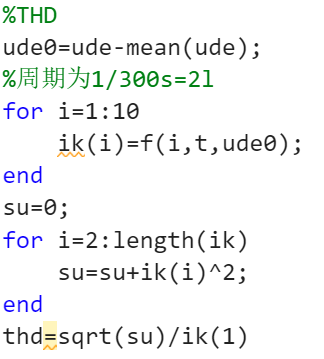 %THD
ude0=ude-mean(ude);
%周期为1/300s=2l
for i=1:10
    ik(i)=f(i,t,ude0);
end
su=0;
for i=2:length(ik)
    su=su+ik(i)^2;
end
thd=sqrt(su)/ik(1)